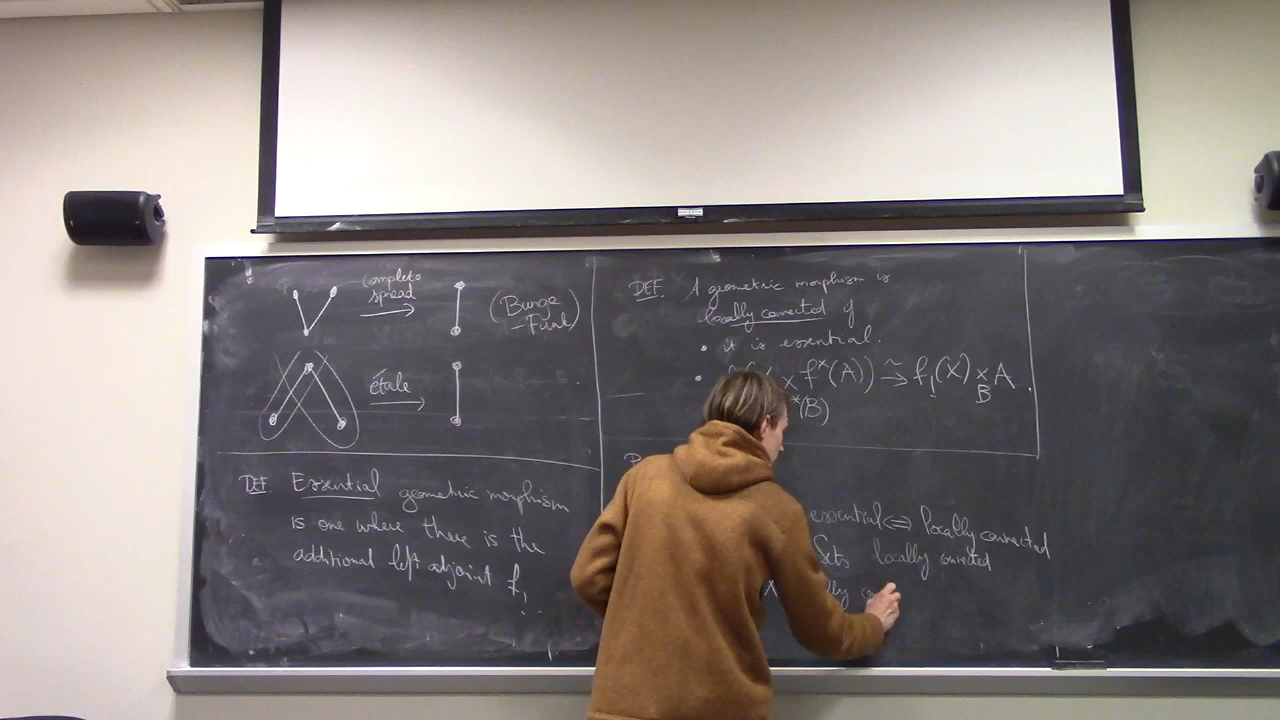 complete
spread
(Bunge
-Funk)
étale
DEF. Essential geometric morphism
is one where there is the
additional left adjoint f!
DEF. A geometric morphism is
locally connected if
• it is essential.
× f*(A)) ≃→ f!(X) × A
*(B) B
essential ⇔ locally connected
Sets locally connected
X